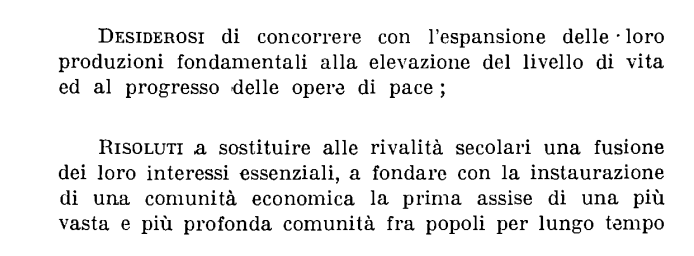 DESIDEROSI di concorrere con l'espansione delle loro
produzioni fondamentali alla elevazione del livello di vita
ed al progresso delle opere di pace ;
RISOLUTI a sostituire alle rivalità secolari una fusione
dei loro interessi essenziali, a fondare con la instaurazione
di una comunità economica la prima assise di una più
vasta e più profonda comunità fra popoli per lungo tempo